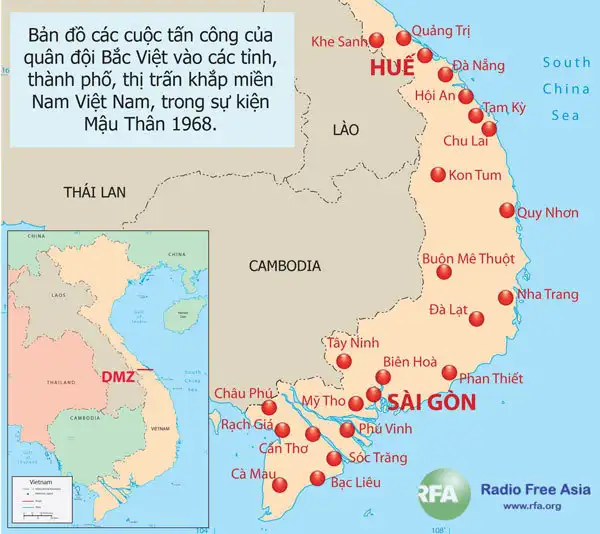 Bản đồ các cuộc tấn công của
quân đội Bắc Việt vào các tỉnh,
thành phố, thị trấn khắp miền
Nam Việt Nam, trong sự kiện
Mậu Thân 1968.
Khe Sanh
Quảng Trị
HUẾ
Đà Nẵng
Hội An
Tam Kỳ
Chu Lai
South
China
Sea
16°
LÀO
THÁI LAN
Kon Tum
Quy Nhơn
CAMBODIA
Buôn Mê Thuột
Nha Trang
Đà Lạt
Tây Ninh
Biên Hoà
Phan Thiết
Châu Phú
Mỹ Tho
SÀI GÒN
Rạch Giá
Phú Vinh
Cần Thơ
Sóc Trăng
Cà Mau
Bạc Liêu
CHINA
CHINA
LAOS
DMZ
THAILAND
CAMBODIA
VIETNAM
Vietnam
RFA
Radio Free Asia
www.rfa.org
104°
108°